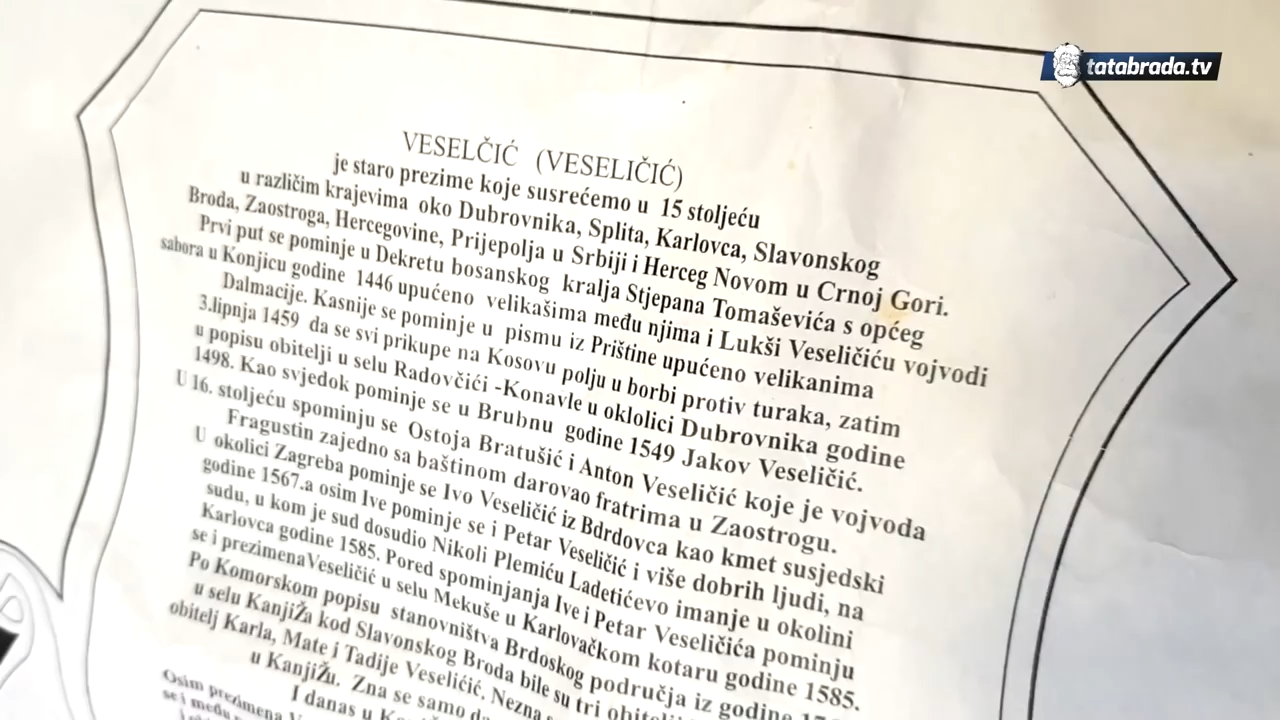 tatabrada.tv
VESELČIĆ (VESELIČIĆ)
je staro prezime koje susrećemo u 15 stoljeću
u različim krajevima oko Dubrovnika, Splita, Karlovca, Slavonskog
Broda, Zaostroga, Hercegovine, Prijepolja u Srbiji i Herceg Novom u Crnoj Gori.
Prvi put se pominje u Dekretu bosanskog kralja Stjepana Tomaševića s općeg
sabora u Konjicu godine 1446 upućeno velikašima među njima i Lukši Veseličiću vojvodi
Dalmacije. Kasnije se pominje u pismu iz Prištine upućeno velikanima
3.lipnja 1459 da se svi prikupe na Kosovu polju u borbi protiv turaka, zatim
u popisu obitelji u selu Radovčići -Konavle u oklolici Dubrovnika godine
1498. Kao svjedok pominje se u Brubnu godine 1549 Jakov Veseličić.
U 16. stoljeću spominju se Ostoja Bratušić i Anton Veseličić koje je vojvoda
Fragustin zajedno sa baštinom darovao fratrima u Zaostrogu.
U okolici Zagreba pominje se Ivo Veseličić iz Bdrdovca kao kmet susjedski
godine 1567.a osim Ive pominje se i Petar Veseličić i više dobrih ljudi, na
sudu, u kom je sud dosudio Nikoli Plemiću Ladetićevo imanje u okolini
Karlovca godine 1585. Pored spominjanja Ive i Petar Veseličića pominju
se i prezimenaVeseličić u selu Mekuše u Karlovačkom kotaru godine 1585.
Po Komorskom popisu stanovništva Brdoskog područja iz godine
u selu KanjiŽa kod Slavonskog Broda bile su tri
obitelj Karla, Mate i Tadije Veseličić. Nezna
u KanjiŽu. Zna se samo
I danas u
Osim prezimena
se i među